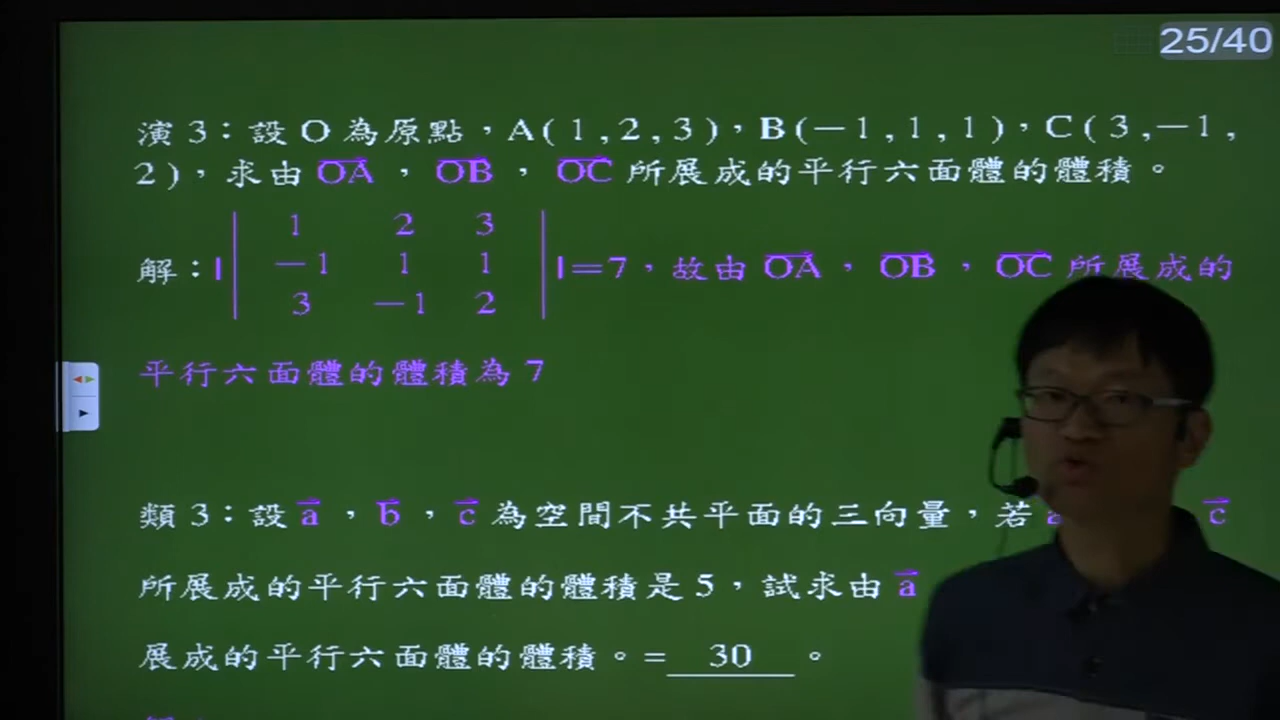 25/40
演3：設O為原點，A(1,2,3)，B(－1,1,1)，C(3,－1,
2)，求由 OA ， OB ， OC 所展成的平行六面體的體積。
1 2 3
解：| －1 1 1 |＝7，故由 OA ， OB ， OC 所展成的
3 －1 2
平行六面體的體積為 7
類3：設 a ， b ， c 為空間不共平面的三向量，若 c
所展成的平行六面體的體積是5，試求由 a
展成的平行六面體的體積。＝ 30 。